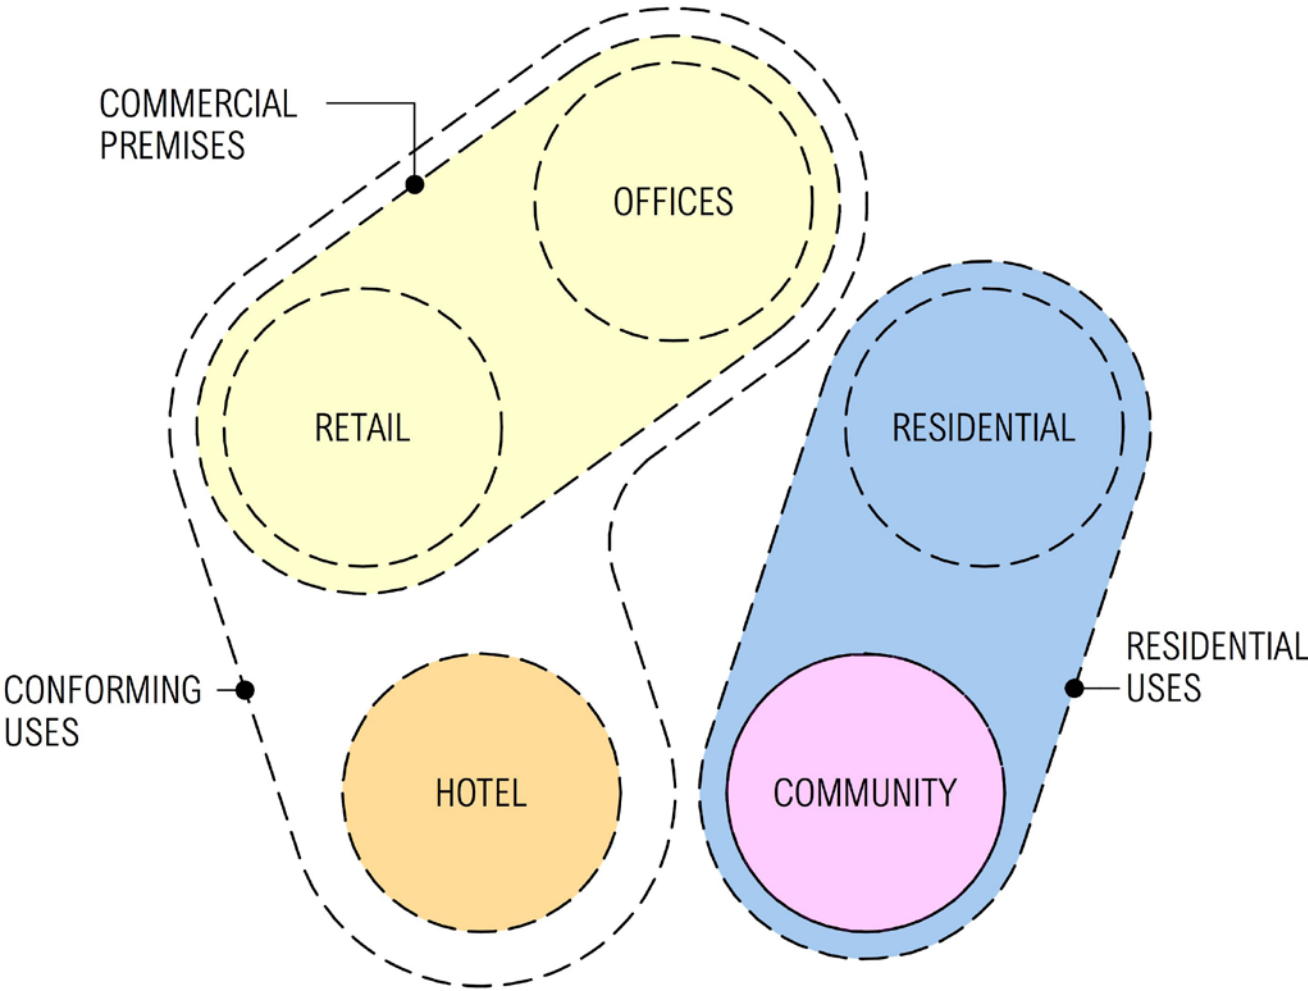 COMMERCIAL
PREMISES
OFFICES
RETAIL
RESIDENTIAL
CONFORMING
USES
RESIDENTIAL
USES
HOTEL
COMMUNITY